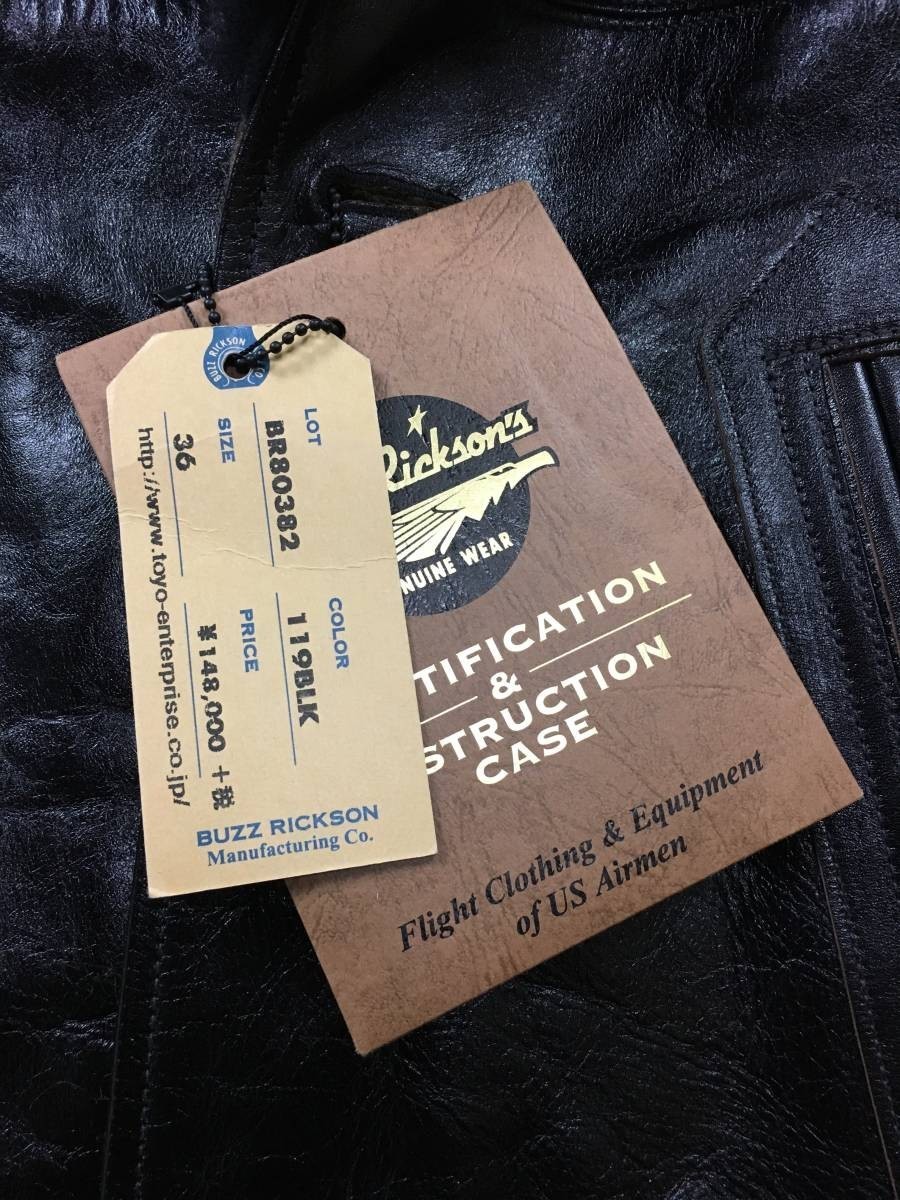 BUZZ RICKSON
CO.
LOT
BR80382
COLOR
119BLK
SIZE
36
PRICE
¥148,000 +税
http://www.toyo-enterprise.co.jp/
BUZZ RICKSON
Manufacturing Co.
Rickson's
NUINE WEAR
TIFICATION
&
STRUCTION
CASE
Flight Clothing & Equipment
of US Airmen